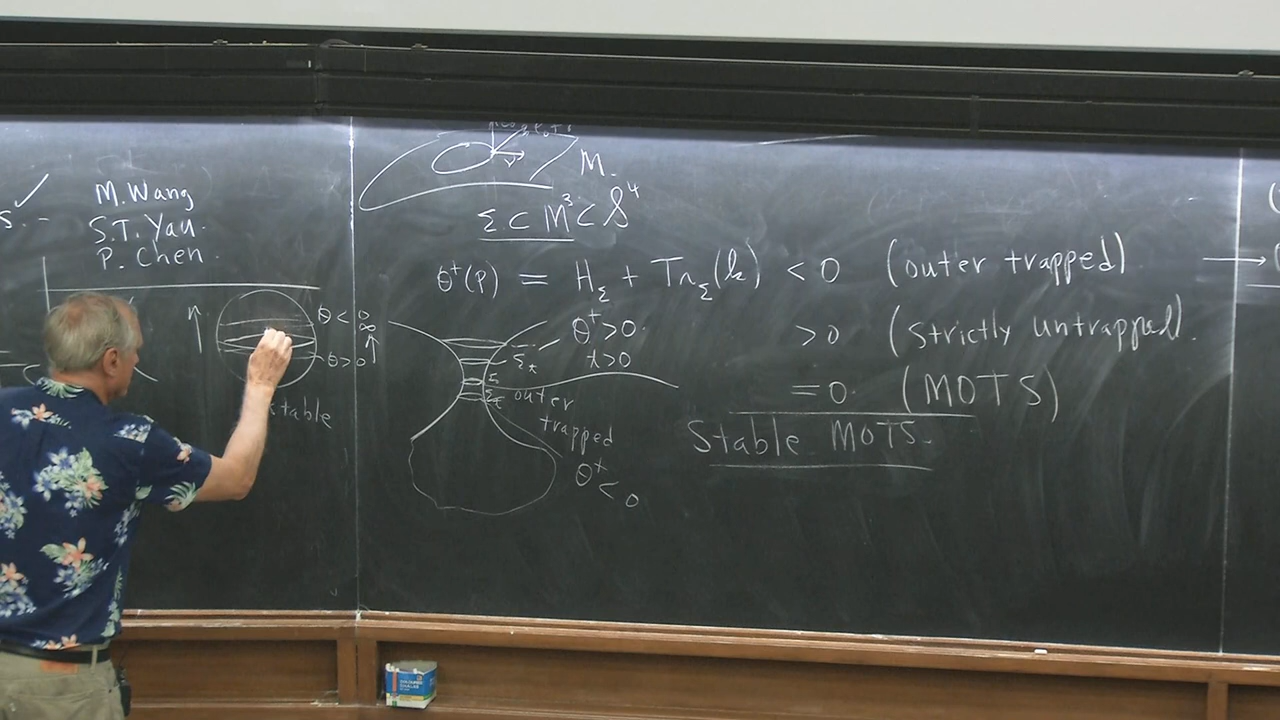 s. –
M. Wang
S.T. Yau.
P. Chen.
θ < 0
∞
θ > 0
table
M.
Σ ⊂ M³ ⊂ S⁴
θ⁺(P) = H_Σ + Tr_Σ(k) < 0 (outer trapped)
> 0 (Strictly untrapped.
= 0. (MOTS)
Stable MOTS.
θ⁺ > 0.
t > 0
Σ_t
Σ
outer
trapped
θ⁺ < 0